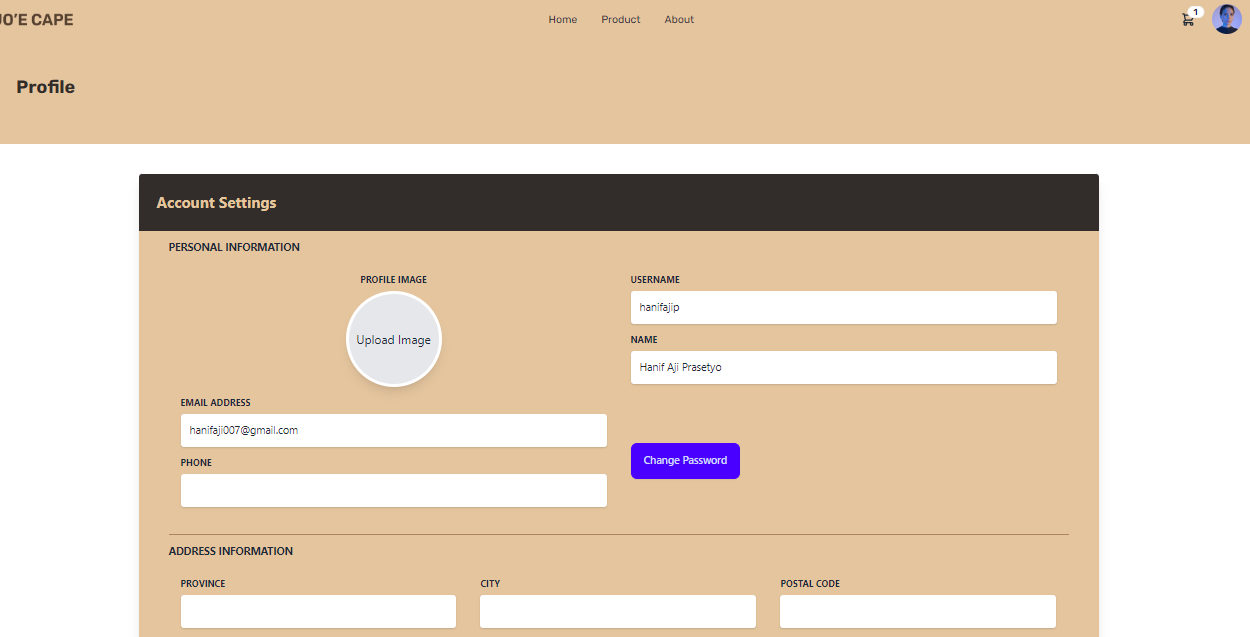 JO'E CAPE
Home
Product
About
1
Profile
Account Settings
PERSONAL INFORMATION
PROFILE IMAGE
Upload Image
USERNAME
hanifajip
NAME
Hanif Aji Prasetyo
EMAIL ADDRESS
hanifaji007@gmail.com
Change Password
PHONE
ADDRESS INFORMATION
PROVINCE
CITY
POSTAL CODE